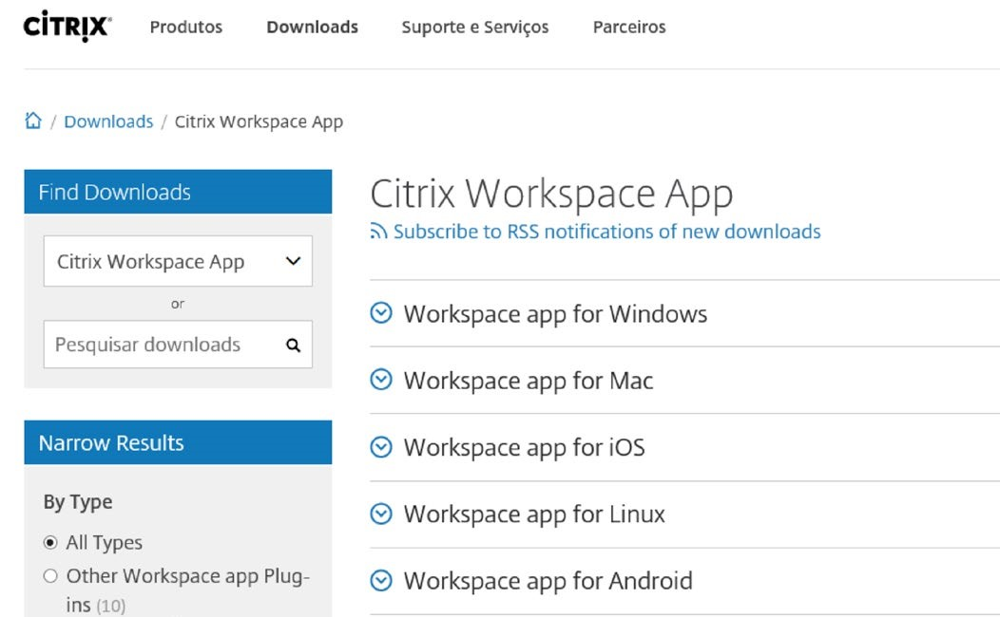 CİTRIX® Produtos Downloads Suporte e Serviços Parceiros
/ Downloads / Citrix Workspace App
Find Downloads
Citrix Workspace App
or
Pesquisar downloads
Narrow Results
By Type
All Types
Other Workspace app Plug-
ins (10)
Citrix Workspace App
Subscribe to RSS notifications of new downloads
Workspace app for Windows
Workspace app for Mac
Workspace app for iOS
Workspace app for Linux
Workspace app for Android